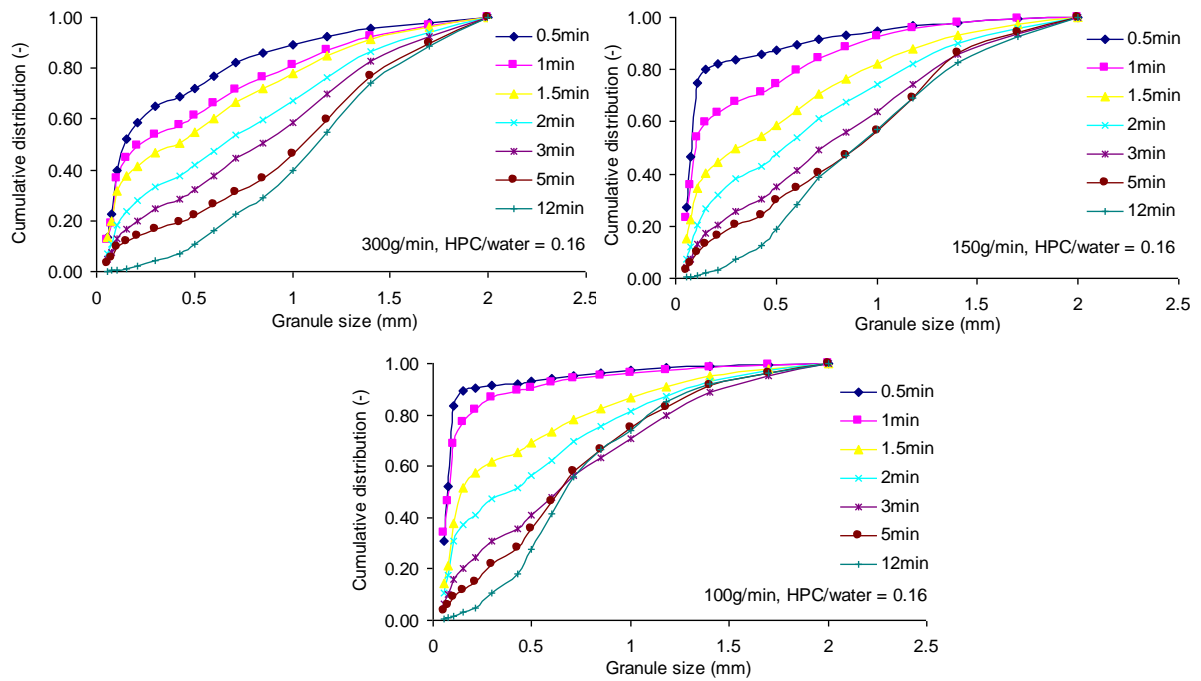 Cumulative distribution (-)
1.00
0.80
0.60
0.40
0.20
0.00
0 0.5 1 1.5 2 2.5
Granule size (mm)
0.5min
1min
1.5min
2min
3min
5min
12min
300g/min, HPC/water = 0.16
Cumulative distribution (-)
1.00
0.80
0.60
0.40
0.20
0.00
0 0.5 1 1.5 2 2.5
Granule size (mm)
0.5min
1min
1.5min
2min
3min
5min
12min
150g/min, HPC/water = 0.16
Cumulative distribution (-)
1.00
0.80
0.60
0.40
0.20
0.00
0 0.5 1 1.5 2 2.5
Granule size (mm)
0.5min
1min
1.5min
2min
3min
5min
12min
100g/min, HPC/water = 0.16